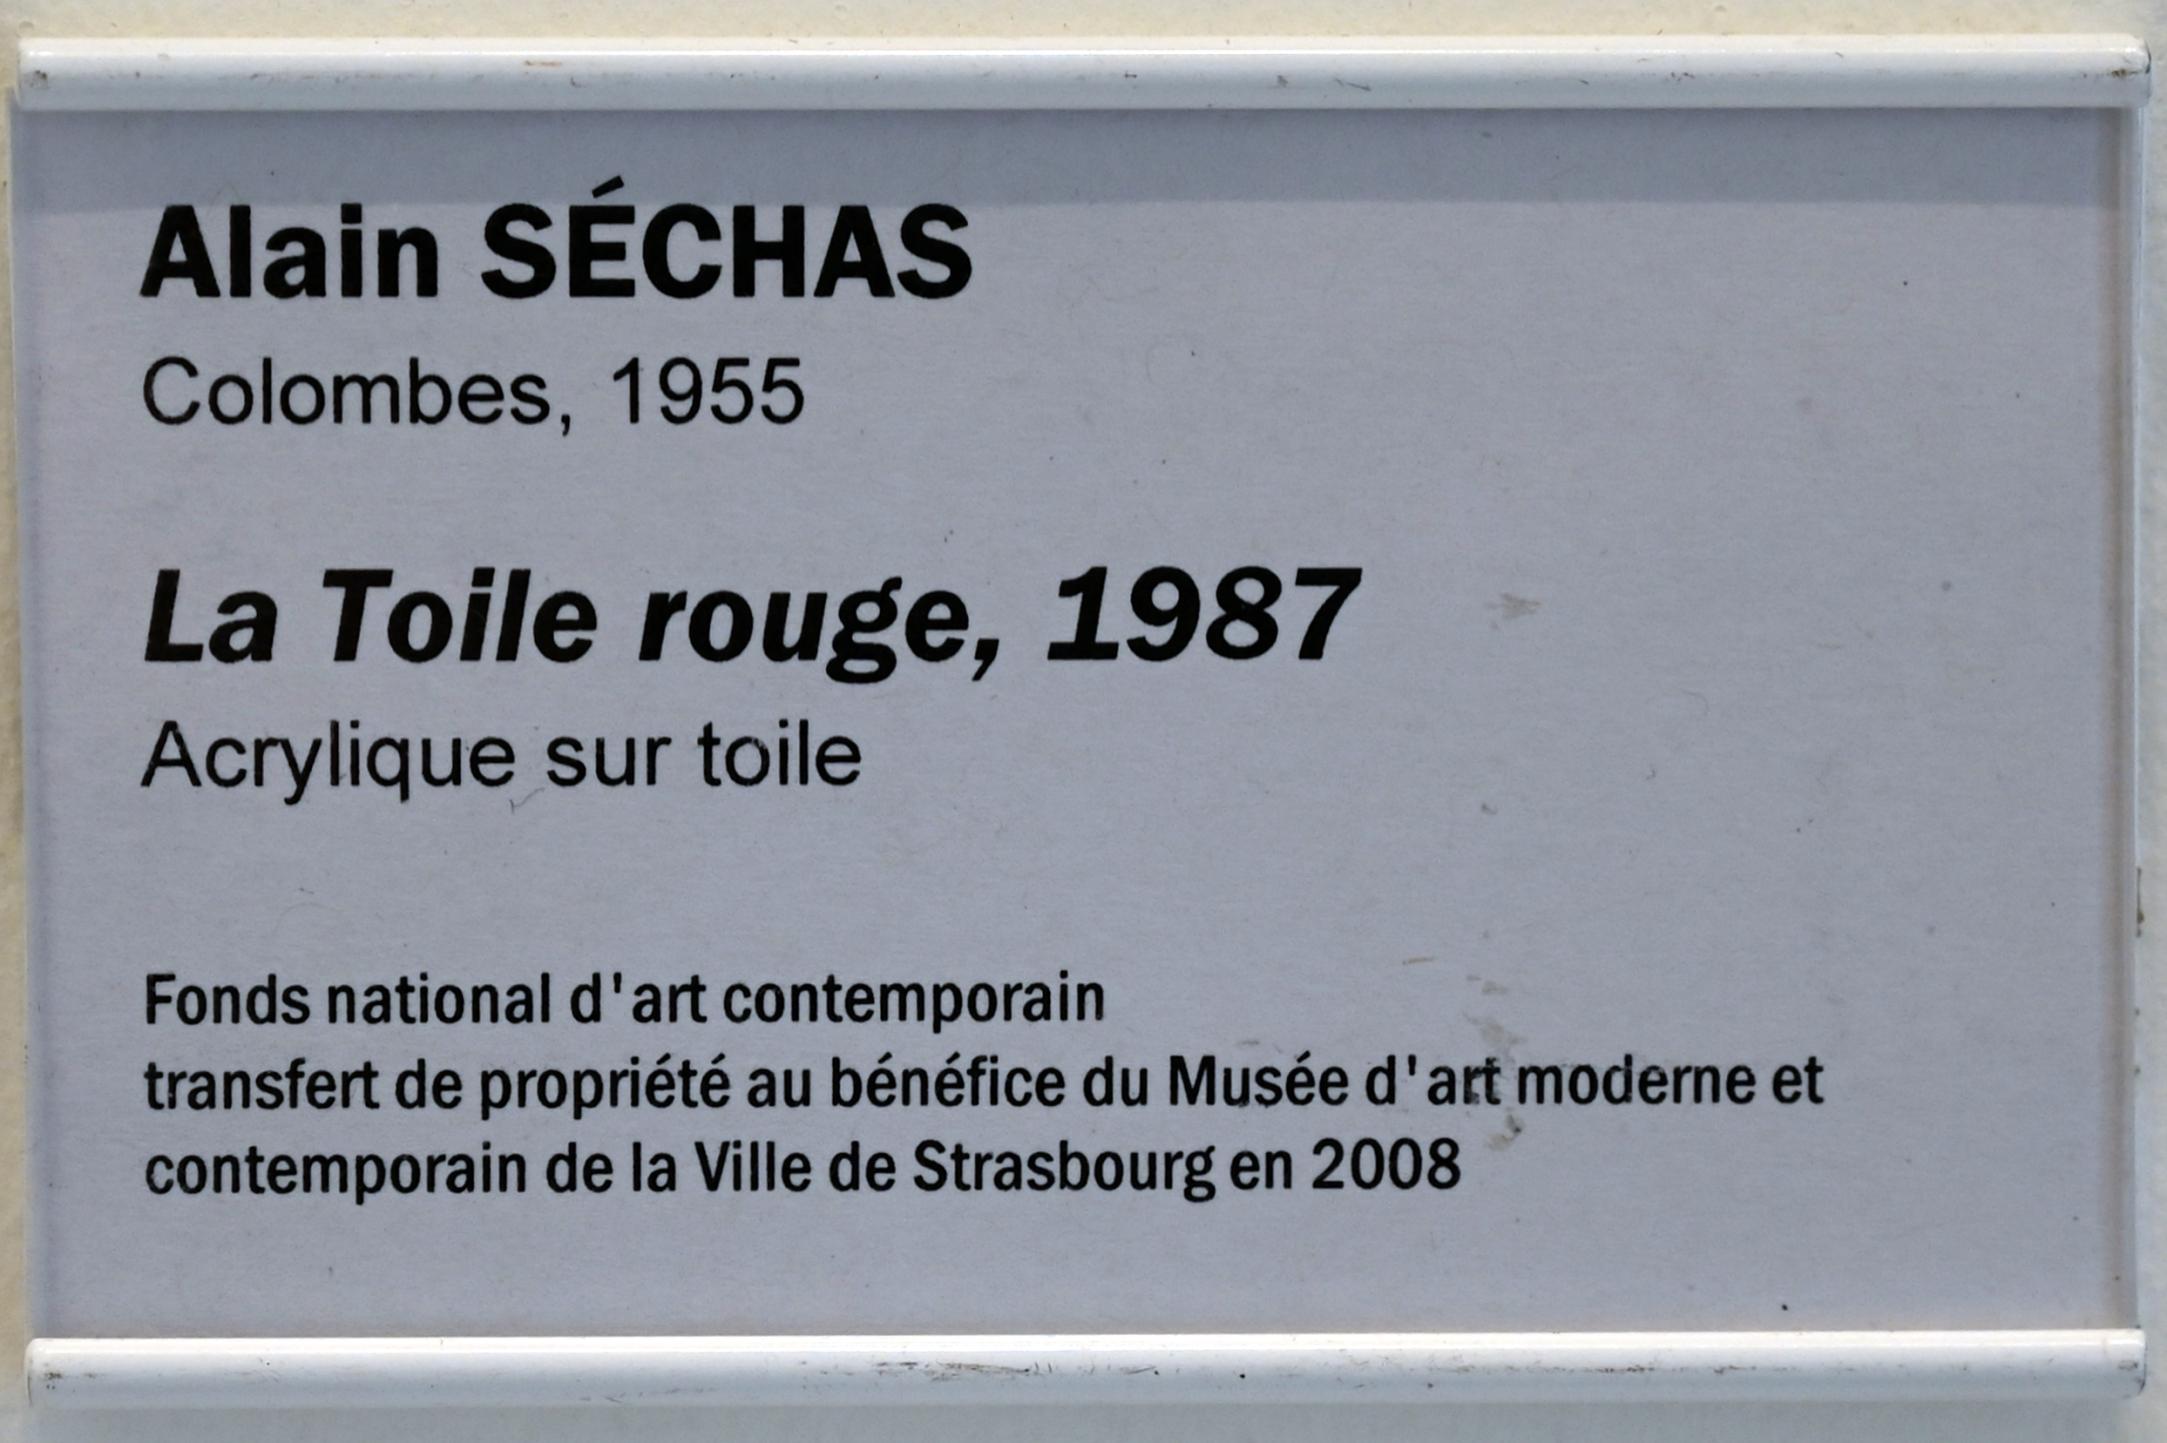 Alain SÉCHAS
Colombes, 1955
La Toile rouge, 1987
Acrylique sur toile
Fonds national d'art contemporain
transfert de propriété au bénéfice du Musée d'art moderne et
contemporain de la Ville de Strasbourg en 2008